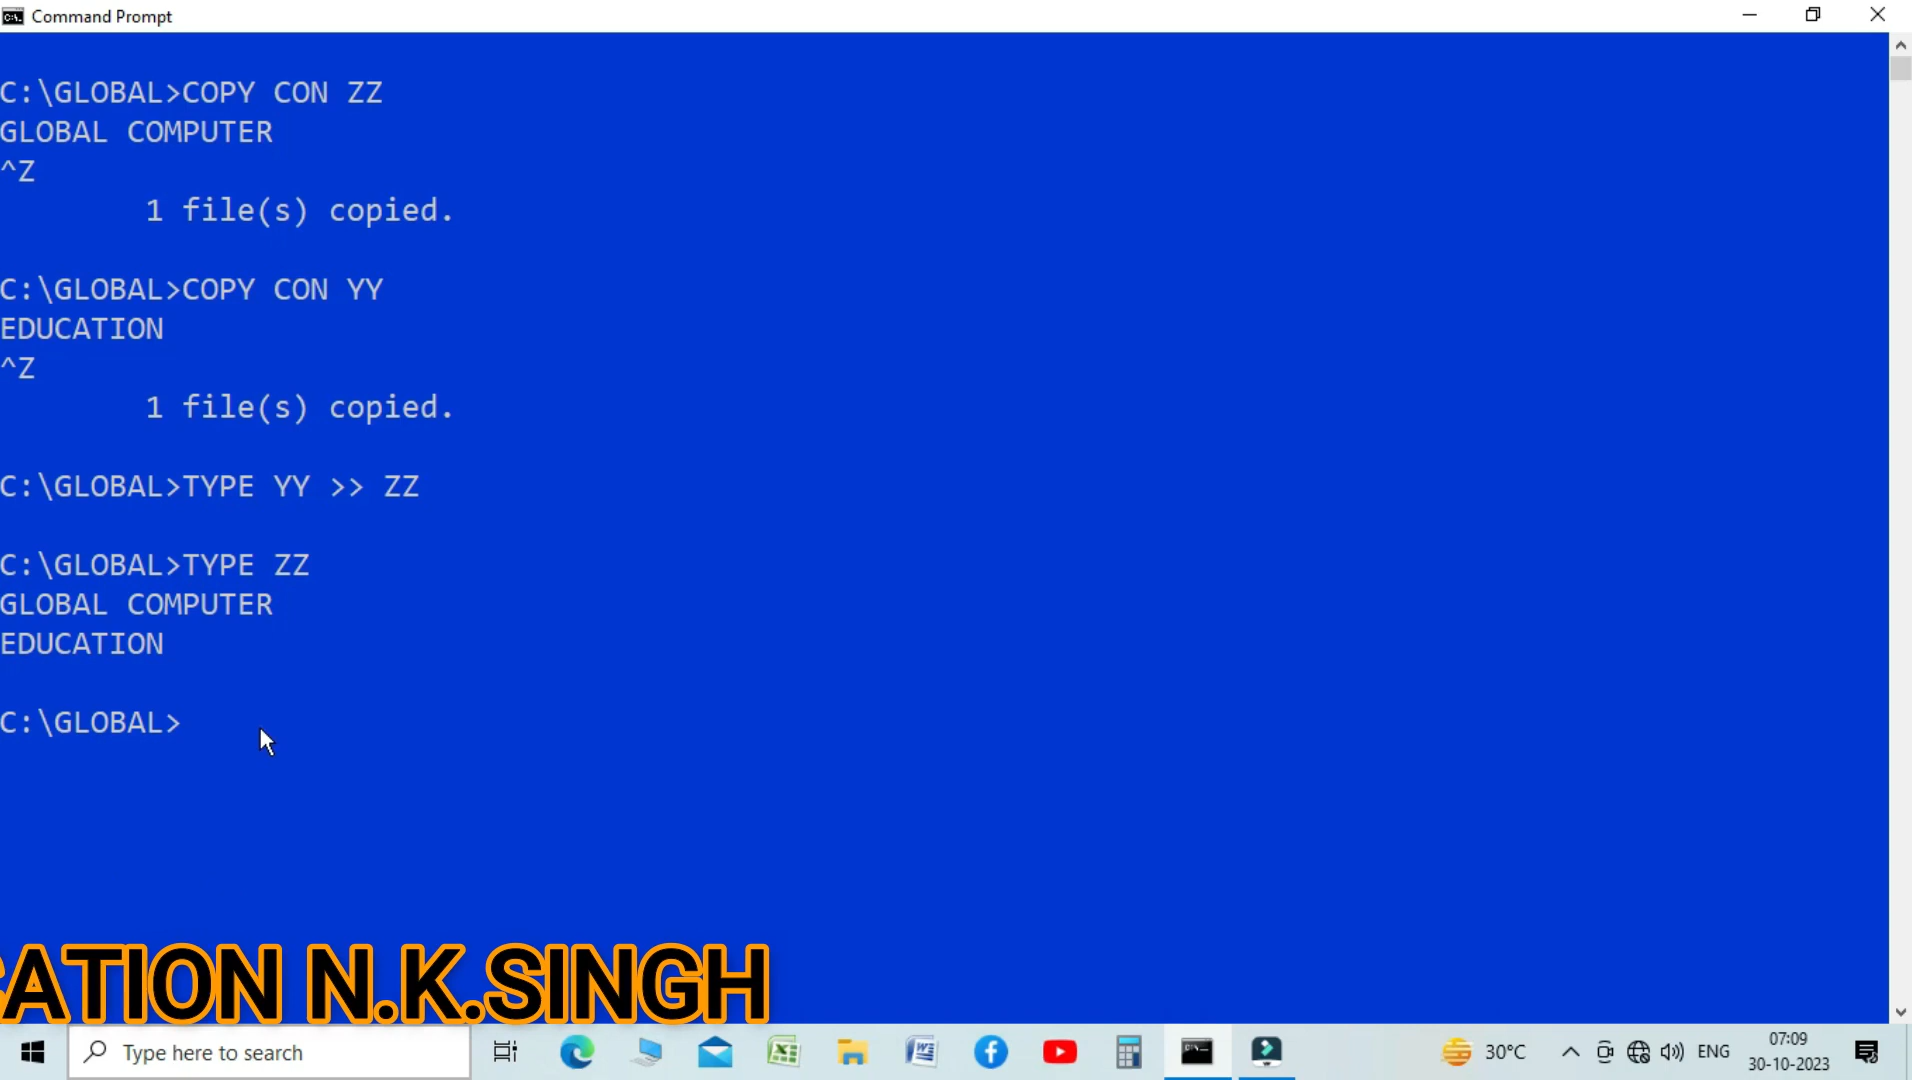 Command Prompt
C:\GLOBAL>COPY CON ZZ
GLOBAL COMPUTER
^Z
1 file(s) copied.
C:\GLOBAL>COPY CON YY
EDUCATION
^Z
1 file(s) copied.
C:\GLOBAL>TYPE YY >> ZZ
C:\GLOBAL>TYPE ZZ
GLOBAL COMPUTER
EDUCATION
C:\GLOBAL>
CATION N.K.SINGH
Type here to search
30°C
ENG
07:09
30-10-2023